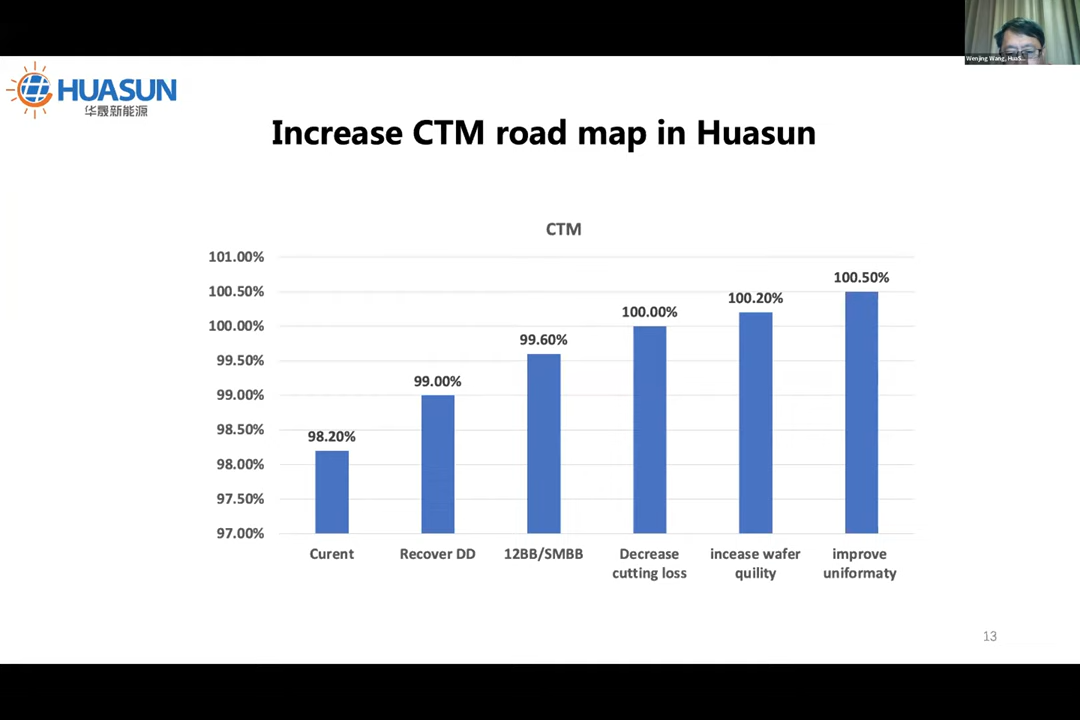 Wenjing Wang, HuaS...
HUASUN
华晟新能源
Increase CTM road map in Huasun
CTM
101.00%
100.50%
100.00%
99.50%
99.00%
98.50%
98.00%
97.50%
97.00%
98.20%
99.00%
99.60%
100.00%
100.20%
100.50%
Curent
Recover DD
12BB/SMBB
Decrease
cutting loss
incease wafer
quility
improve
uniformaty
13